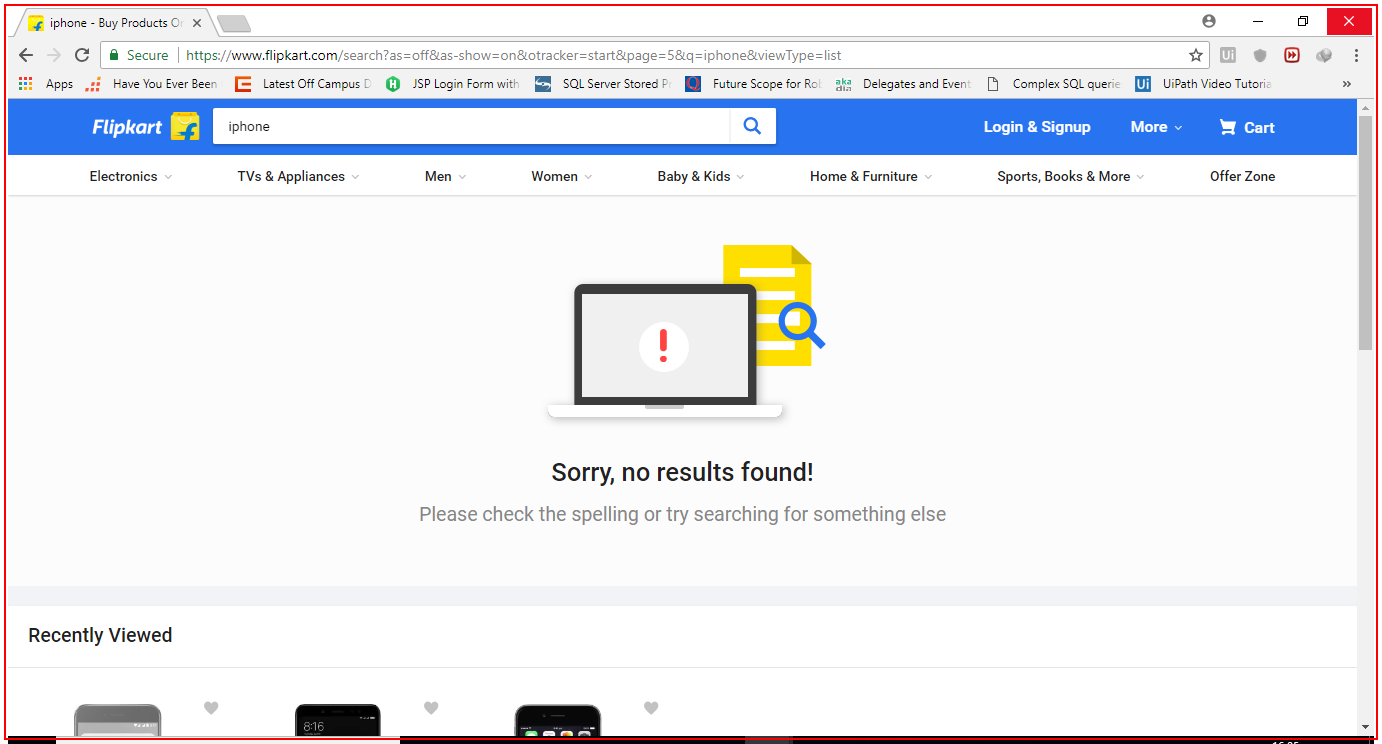 iphone - Buy Products O
Secure https://www.flipkart.com/search?as=off&as-show=on&otracker=start&page=5&q=iphone&viewType=list
Apps Have You Ever Been Latest Off Campus D JSP Login Form with SQL Server Stored P Future Scope for Ro aka dia Delegates and Event Complex SQL querie Ui UiPath Video Tutoria »
Flipkart iphone Login & Signup More Cart
Electronics TVs & Appliances Men Women Baby & Kids Home & Furniture Sports, Books & More Offer Zone
Sorry, no results found!
Please check the spelling or try searching for something else
Recently Viewed
8:16